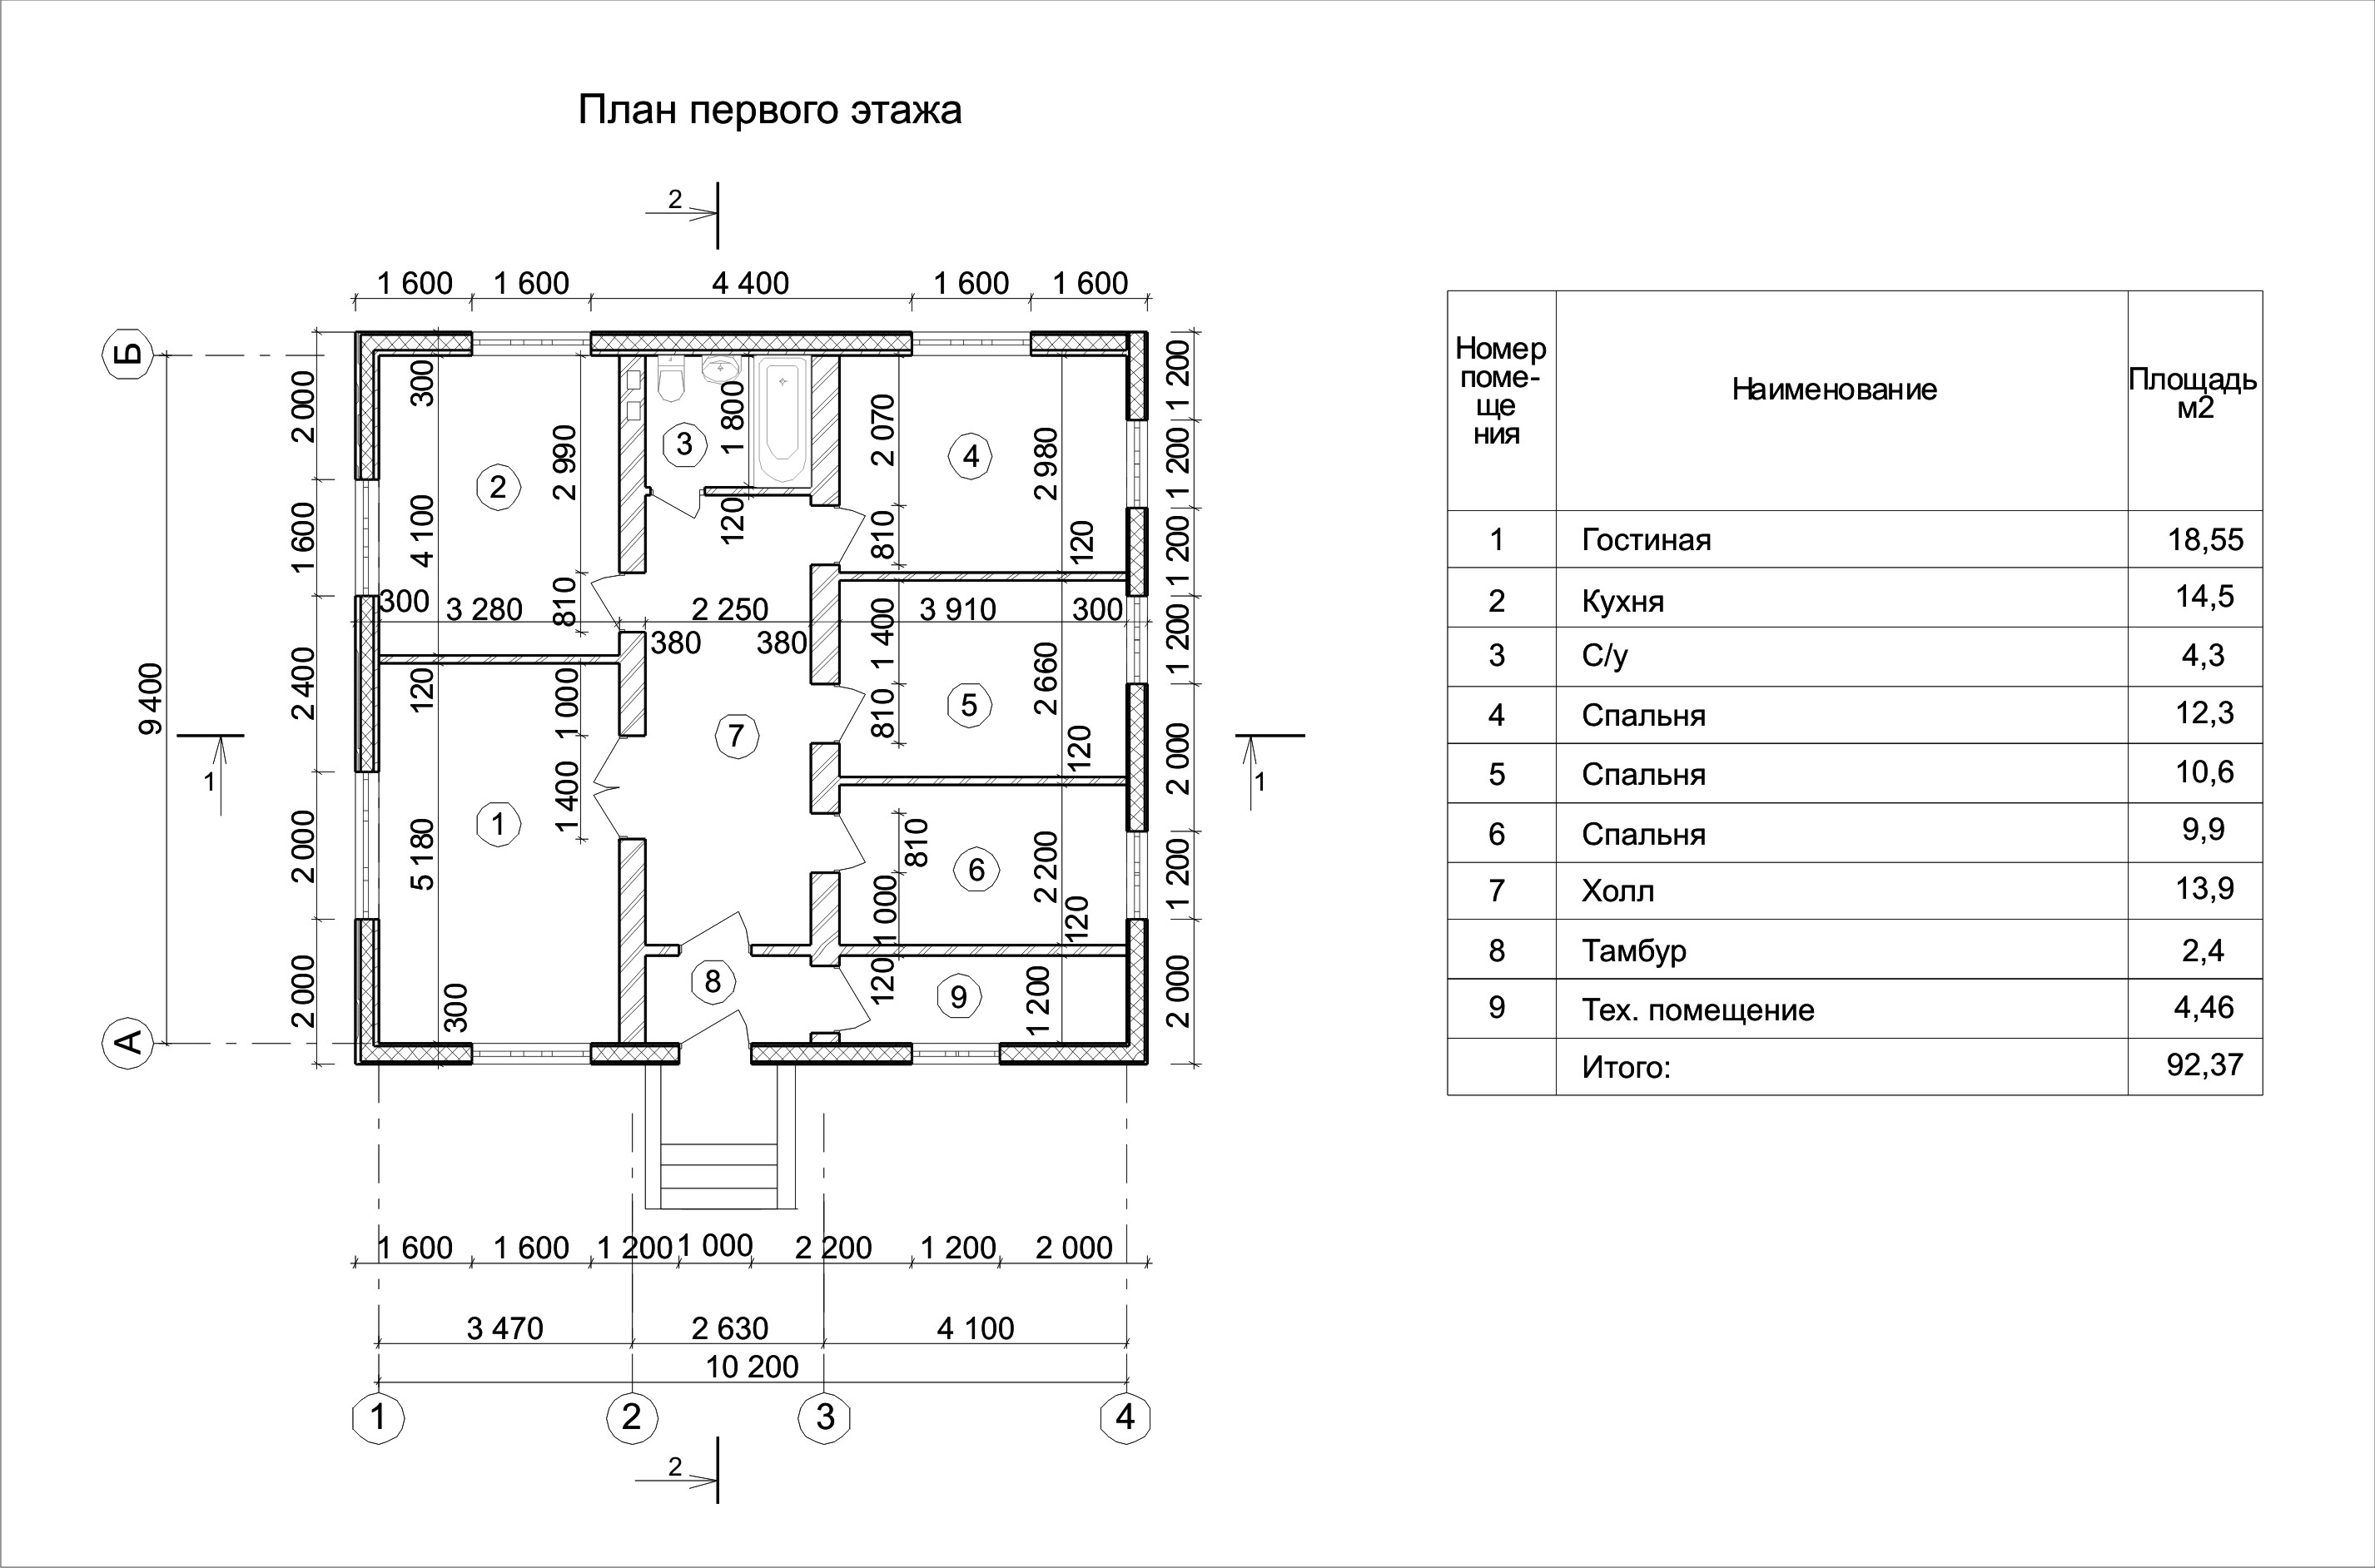 План первого этажа
2
1 600 1 600 4 400 1 600 1 600
Б
А
9 400
2 000
1 600
2 400
2 000
2 000
1
1
300
4 100
2 990
810
300 3 280
2
3
1 800
120
2 250
380 380
2 070
810
2 980
120
4
1 400
3 910 300
810
2 660
120
5
120
1 000
1 400
5 180
300
1
7
810
1 000
2 200
120
6
8
120
1 200
9
1 200
1 200
1 200
1 200
2 000
1 200
2 000
1 600 1 600 1 200 1 000 2 200 1 200 2 000
3 470 2 630 4 100
10 200
1 2 3 4
2
Номер
поме-
ще
ния
Наименование
Площадь
м2
1 Гостиная 18,55
2 Кухня 14,5
3 С/у 4,3
4 Спальня 12,3
5 Спальня 10,6
6 Спальня 9,9
7 Холл 13,9
8 Тамбур 2,4
9 Тех. помещение 4,46
Итого: 92,37